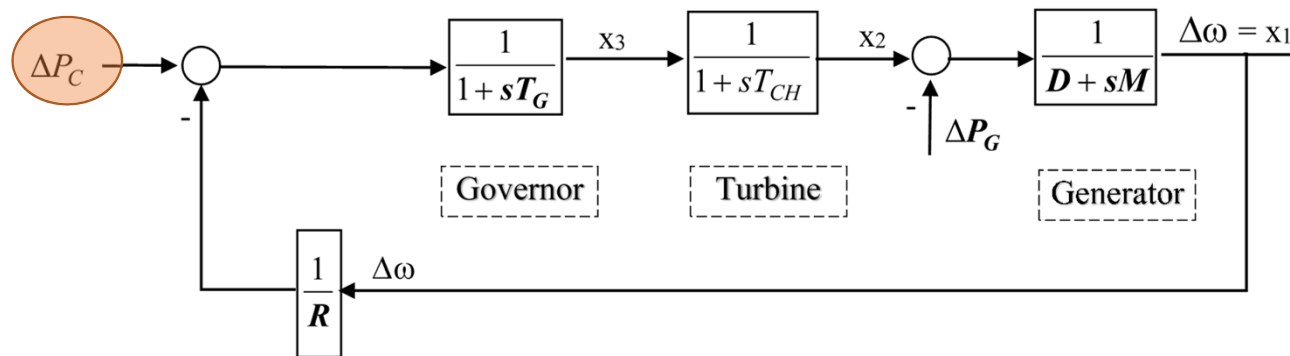 ΔP_C
-
1
1 + sT_G
x₃
1
1 + sT_CH
x₂
-
ΔP_G
1
D + sM
Δω = x₁
Governor
Turbine
Generator
1
R
Δω